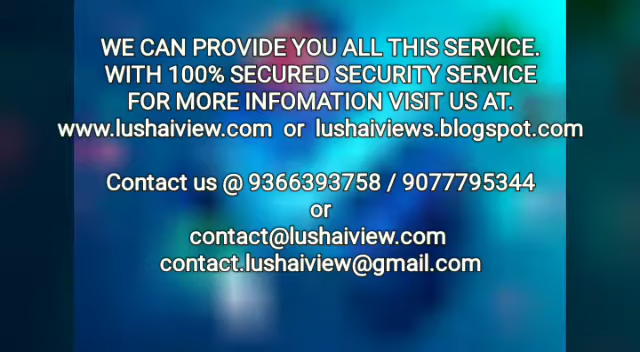 WE CAN PROVIDE YOU ALL THIS SERVICE.
WITH 100% SECURED SECURITY SERVICE
FOR MORE INFOMATION VISIT US AT.
www.lushaiview.com or lushaiviews.blogspot.com
Contact us @ 9366393758 / 9077795344
or
contact@lushaiview.com
contact.lushaiview@gmail.com